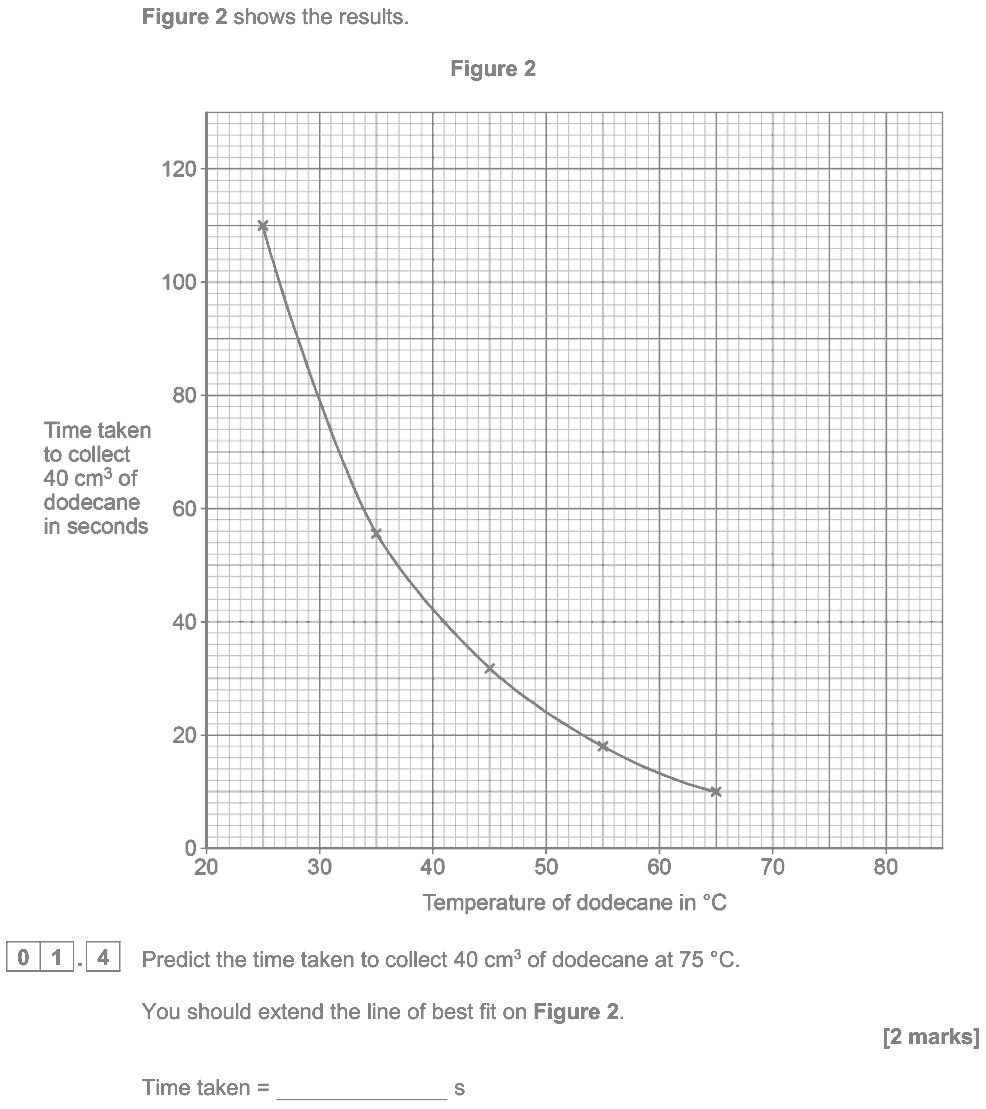 Figure 2 shows the results.
Figure 2
120
100
80
Time taken
to collect
40 cm³ of
dodecane
in seconds
60
40
20
0
20 30 40 50 60 70 80
Temperature of dodecane in °C
0 1 . 4 Predict the time taken to collect 40 cm³ of dodecane at 75 °C.
You should extend the line of best fit on Figure 2.
[2 marks]
Time taken = _______________ s